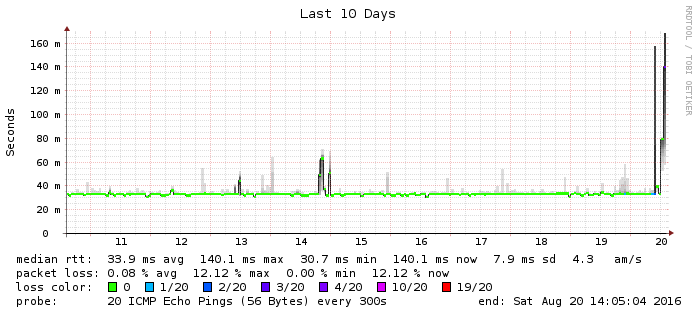 Last 10 Days
RRDTOOL / TOBI OETIKER
Seconds
160 m
140 m
120 m
100 m
80 m
60 m
40 m
20 m
0
11 12 13 14 15 16 17 18 19 20
median rtt: 33.9 ms avg 140.1 ms max 30.7 ms min 140.1 ms now 7.9 ms sd 4.3 am/s
packet loss: 0.08 % avg 12.12 % max 0.00 % min 12.12 % now
loss color: 0 1/20 2/20 3/20 4/20 10/20 19/20
probe: 20 ICMP Echo Pings (56 Bytes) every 300s end: Sat Aug 20 14:05:04 2016